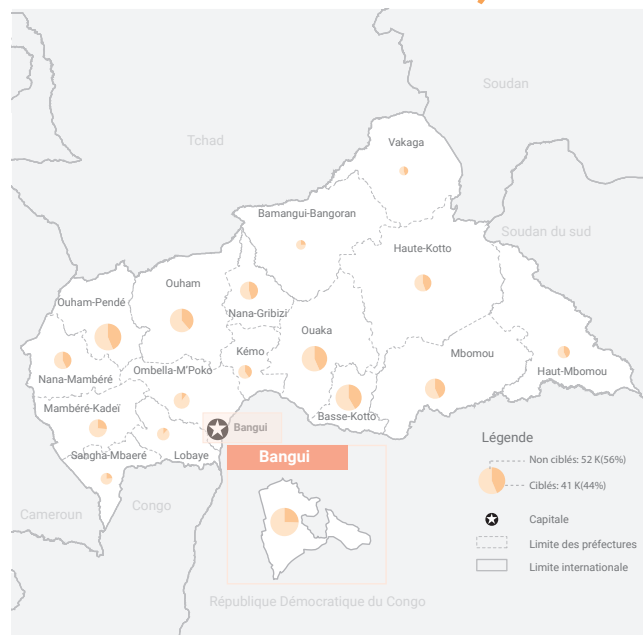 Soudan
Tchad
Vakaga
Bamangui-Bangoran
Soudan du sud
Haute-Kotto
Ouham
Ouham-Pendé
Nana-Gribizi
Ouaka
Kémo
Mbomou
Ombella-M'Poko
Haut-Mbomou
Nana-Mambéré
Mambéré-Kadeï
Basse-Kotto
Bangui
Sangha-Mbaeré
Lobaye
Bangui
Cameroun
Congo
République Démocratique du Congo
Légende
Non ciblés: 52 K(56%)
Ciblés: 41 K(44%)
Capitale
Limite des préfectures
Limite internationale